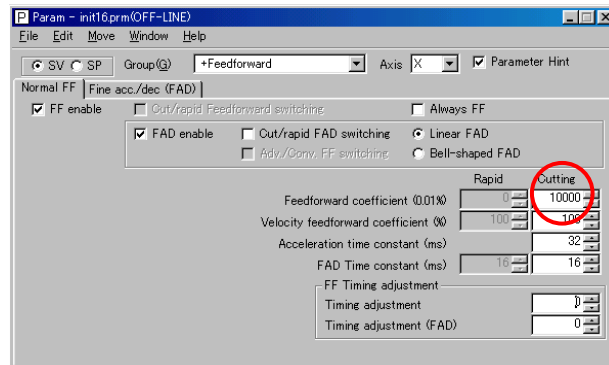 Param - init16.prm(OFF-LINE)
File Edit Move Window Help
SV SP Group(G) +Feedforward Axis X Parameter Hint
Normal FF Fine acc./dec (FAD)
FF enable Cut/rapid Feedforward switching Always FF
FAD enable Cut/rapid FAD switching Linear FAD
Adv./Conv. FF switching Bell-shaped FAD
Rapid Cutting
Feedforward coefficient (0.01%) 0 10000
Velocity feedforward coefficient (%) 100 100
Acceleration time constant (ms) 32
FAD Time constant (ms) 16 16
FF Timing adjustment
Timing adjustment 0
Timing adjustment (FAD) 0